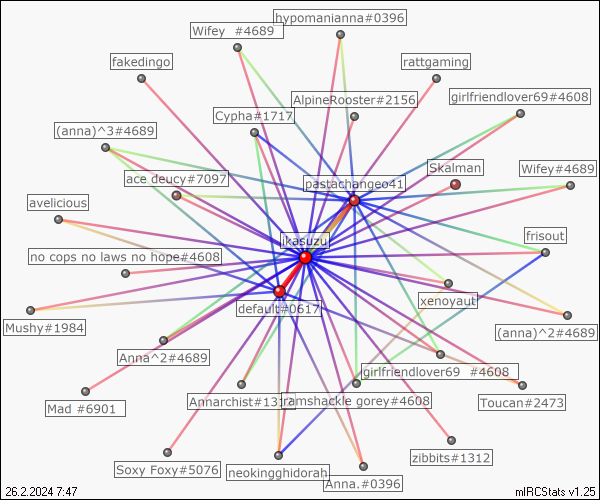 hypomanianna#0396
Wifey  #4689
fakedingo
rattgaming
AlpineRooster#2156
girlfriendlover69#4608
Cypha#1717
(anna)^3#4689
Skalman
Wifey#4689
ace deucy#7097
pastachangeo41
avelicious
frisout
ikasuzu
no cops no laws no hope#4608
xenoyaut
default#0617
Mushy#1984
(anna)^2#4689
Anna^2#4689
girlfriendlover69  #4608
Mad #6901
Annarchist#131
ramshackle gorey#4608
Toucan#2473
zibbits#1312
Soxy Foxy#5076
neokingghidorah
Anna.#0396
26.2.2024 7:47
mIRCStats v1.25